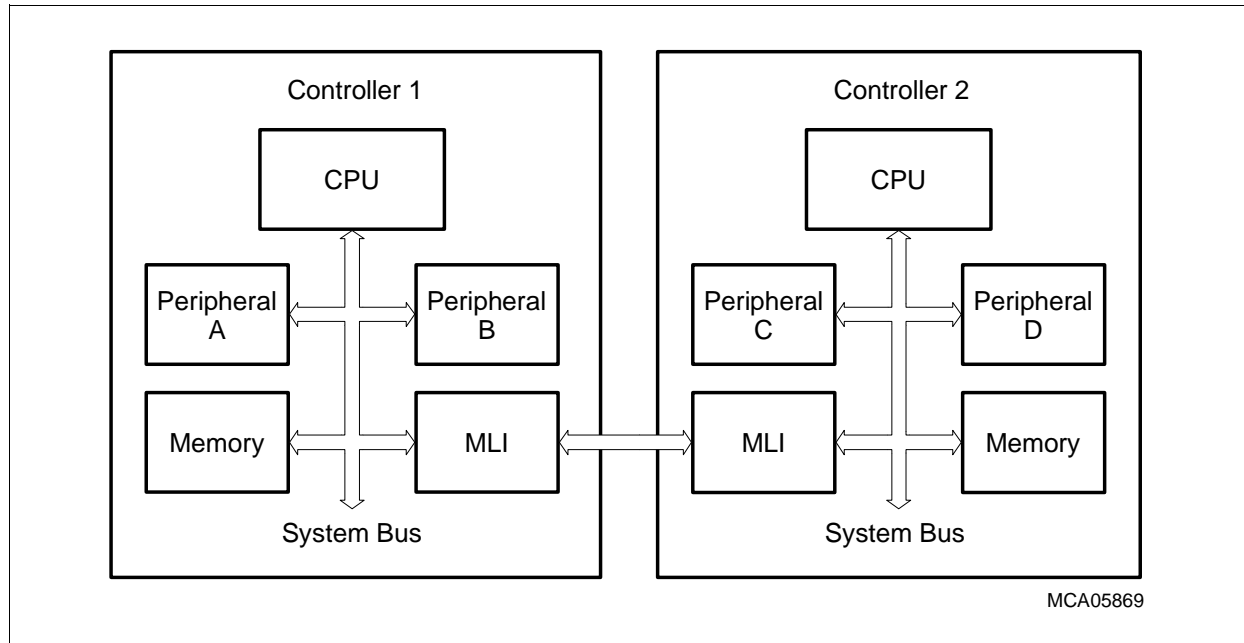 Controller 1
CPU
Peripheral
A
Peripheral
B
Memory
MLI
System Bus
Controller 2
CPU
Peripheral
C
Peripheral
D
MLI
Memory
System Bus
MCA05869